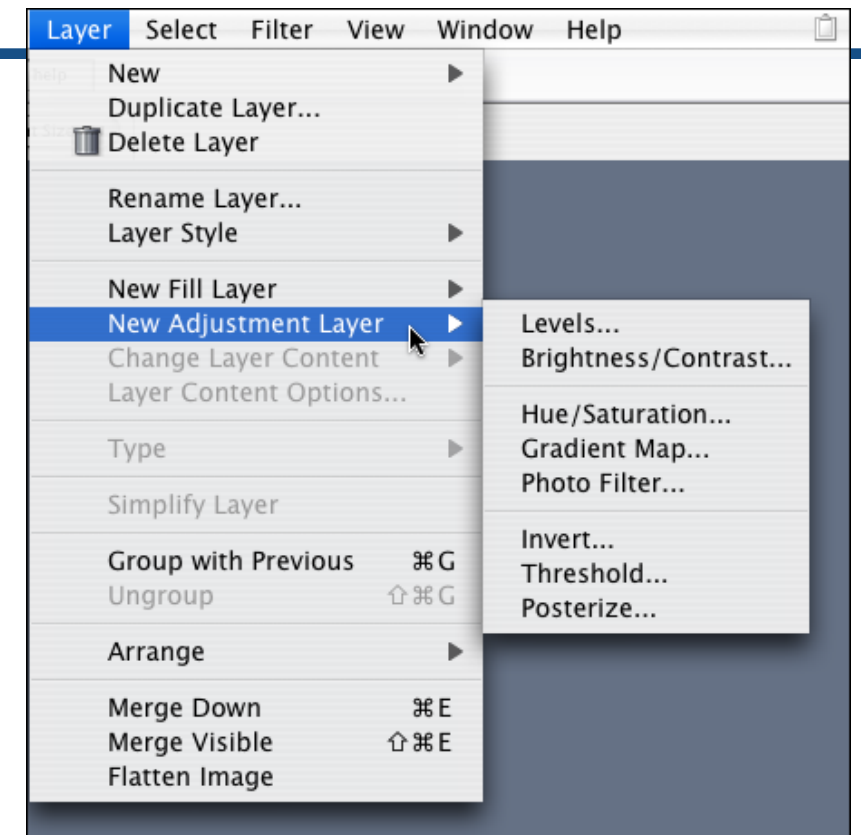 Layer Select Filter View Window Help
New
Duplicate Layer...
Delete Layer
Rename Layer...
Layer Style
New Fill Layer
New Adjustment Layer
Change Layer Content
Layer Content Options...
Type
Simplify Layer
Group with Previous ⌘G
Ungroup ⇧⌘G
Arrange
Merge Down ⌘E
Merge Visible ⇧⌘E
Flatten Image
Levels...
Brightness/Contrast...
Hue/Saturation...
Gradient Map...
Photo Filter...
Invert...
Threshold...
Posterize...